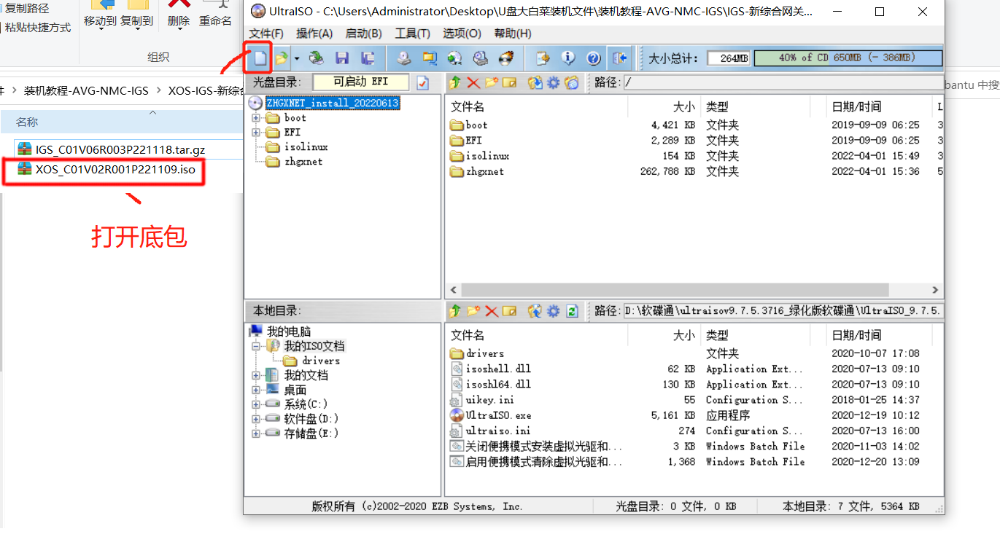 复制路径
粘贴快捷方式
移动到 复制到 删除 重命名
组织
装机教程-AVG-NMC-IGS > XOS-IGS-新综合
名称
IGS_C01V06R003P221118.tar.gz
XOS_C01V02R001P221109.iso
打开底包
UltraISO - C:\Users\Administrator\Desktop\U盘大白菜装机文件\装机教程-AVG-NMC-IGS\IGS-新综合网关...
文件(F) 操作(A) 启动(B) 工具(T) 选项(O) 帮助(H)
大小总计: 264MB 40% of CD 650MB (- 386MB)
光盘目录: 可启动 EFI 路径: /
ZHGXNET_install_20220613
boot
EFI
isolinux
zhgxnet
文件名 大小 类型 日期/时间 L
boot 4,421 KB 文件夹 2019-09-09 06:25 3
EFI 2,289 KB 文件夹 2019-09-09 06:25 3
isolinux 154 KB 文件夹 2022-04-01 15:49 3
zhgxnet 262,788 KB 文件夹 2022-04-01 15:36 5
bantu 中搜
本地目录: 路径: D:\软碟通\ultraisov9.7.5.3716_绿化版软碟通\UltraISO_9.7.5.
我的电脑
我的ISO文档
drivers
我的文档
桌面
系统(C:)
软件盘(D:)
存储盘(E:)
文件名 大小 类型 日期/时间
drivers 文件夹 2020-10-07 17:08
isoshell.dll 62 KB Application Ext... 2020-07-13 09:10
isoshl64.dll 130 KB Application Ext... 2020-07-13 09:10
uikey.ini 55 Configuration S... 2018-01-25 14:37
UltraISO.exe 5,161 KB 应用程序 2020-12-19 10:12
ultraiso.ini 274 Configuration S... 2020-07-13 16:00
关闭便携模式安装虚拟光驱和... 3 KB Windows Batch File 2020-11-03 14:02
启用便携模式清除虚拟光驱和... 1,368 Windows Batch File 2020-12-20 13:09
版权所有 (c)2002-2020 EZB Systems, Inc. 光盘目录: 0 文件, 0 KB 本地目录: 7 文件, 5364 KB